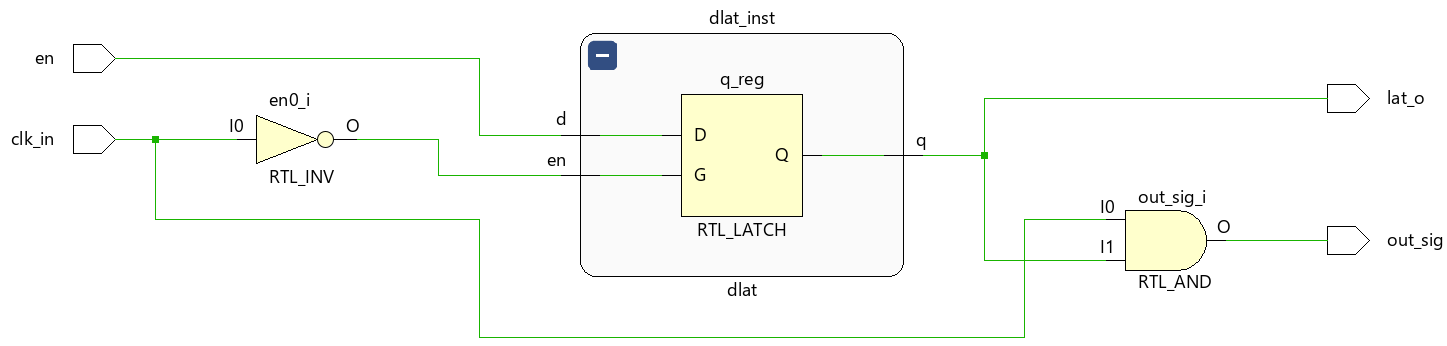 dlat_inst
en
q_reg
lat_o
en0_i
clk_in
I0
O
d
D
q
Q
en
G
RTL_INV
out_sig_i
I0
RTL_LATCH
O
out_sig
I1
RTL_AND
dlat